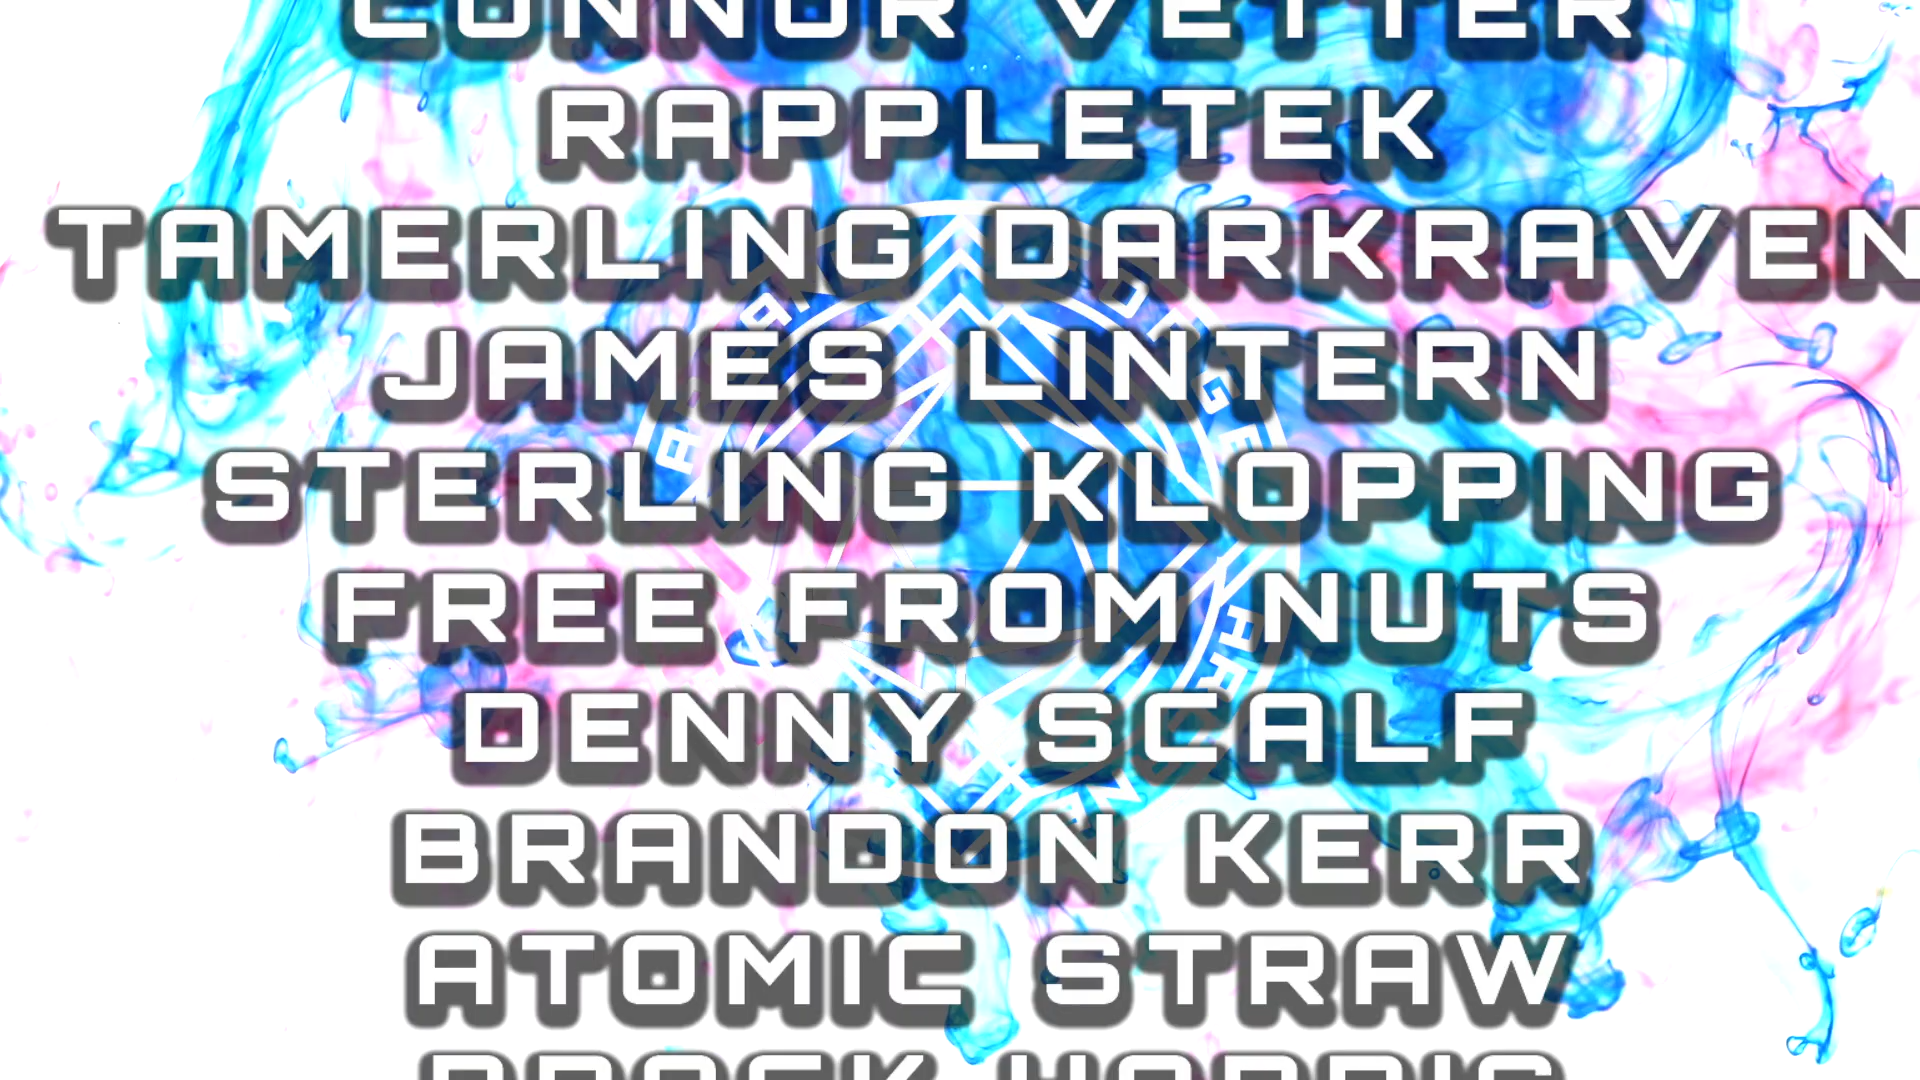 CONNOR VETTER
RAPPLETEK
TAMERLING DARKRAVEN
JAMES LINTERN
STERLING KLOPPING
FREE FROM NUTS
DENNY SCALF
BRANDON KERR
ATOMIC STRAW